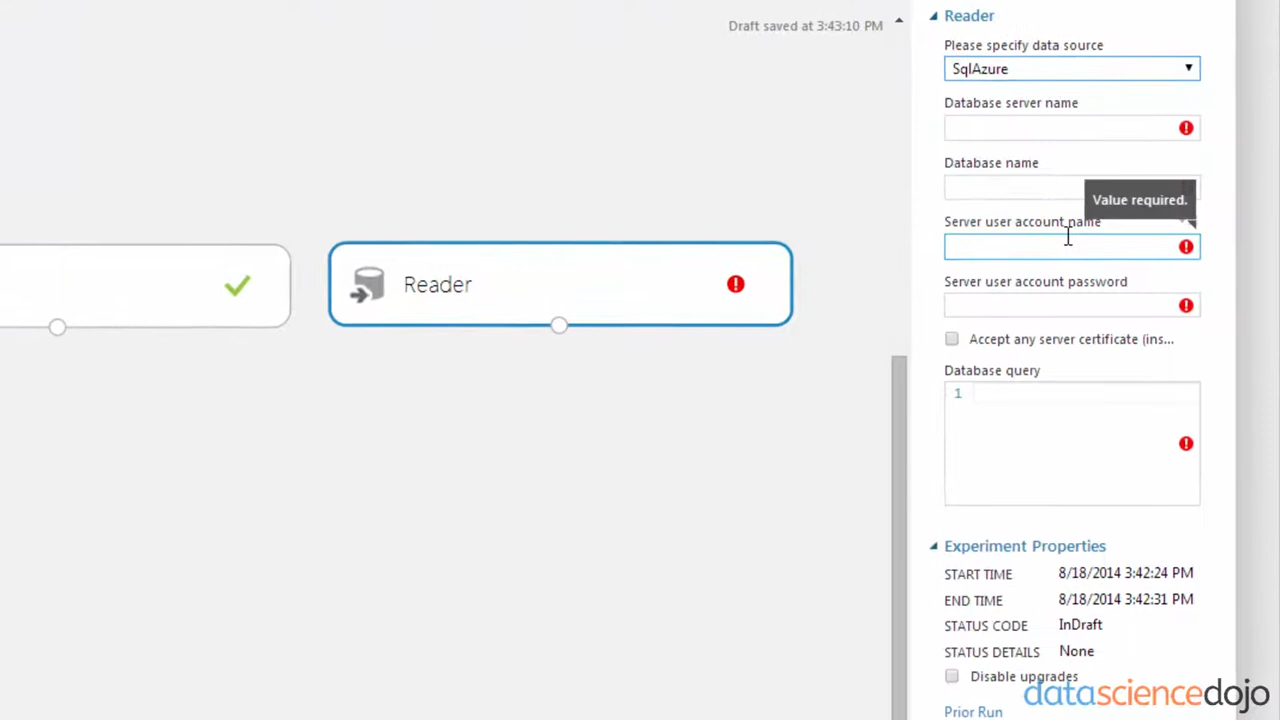 Draft saved at 3:43:10 PM
Reader
Reader
Please specify data source
SqlAzure
Database server name
Database name
Value required.
Server user account name
Server user account password
Accept any server certificate (ins...
Database query
1
Experiment Properties
START TIME 8/18/2014 3:42:24 PM
END TIME 8/18/2014 3:42:31 PM
STATUS CODE InDraft
STATUS DETAILS None
Disable upgrades
datasciencedojo
Prior Run